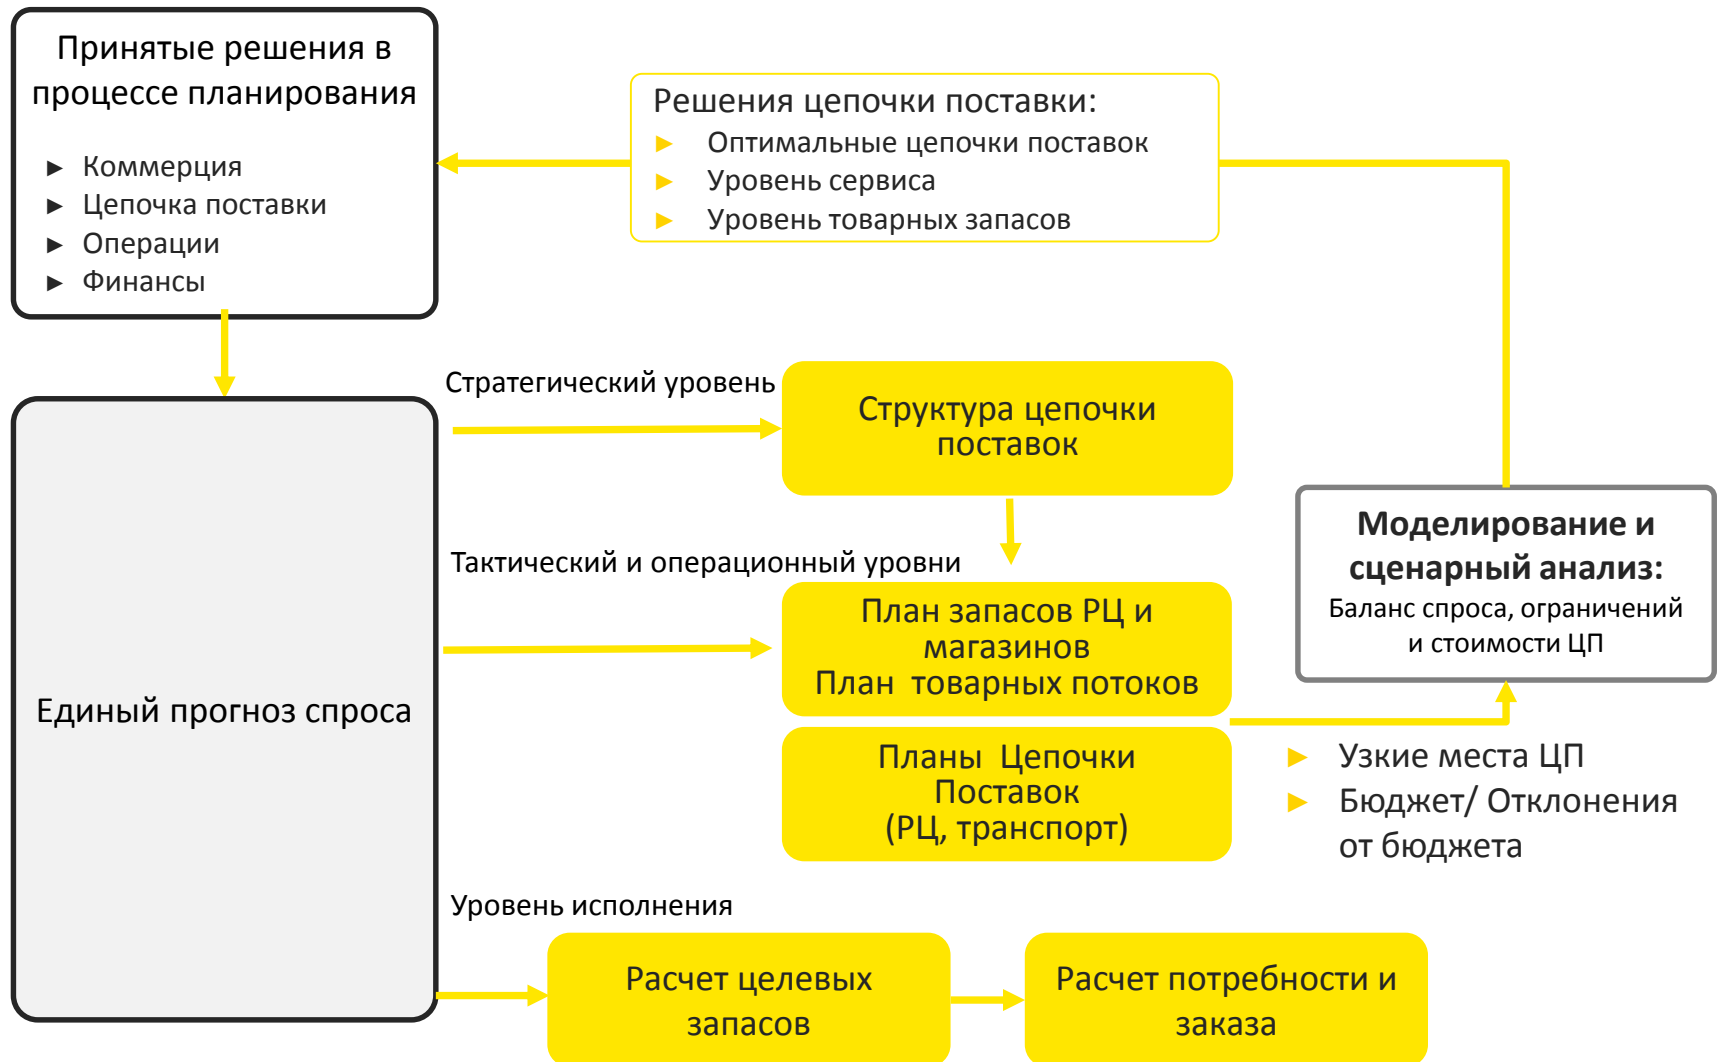 Принятые решения в
процессе планирования
► Коммерция
► Цепочка поставки
► Операции
► Финансы
Решения цепочки поставки:
► Оптимальные цепочки поставок
► Уровень сервиса
► Уровень товарных запасов
Единый прогноз спроса
Стратегический уровень
Структура цепочки
поставок
Тактический и операционный уровни
План запасов РЦ и
магазинов
План товарных потоков
Планы Цепочки
Поставок
(РЦ, транспорт)
Моделирование и
сценарный анализ:
Баланс спроса, ограничений
и стоимости ЦП
► Узкие места ЦП
► Бюджет/ Отклонения
от бюджета
Уровень исполнения
Расчет целевых
запасов
Расчет потребности и
заказа